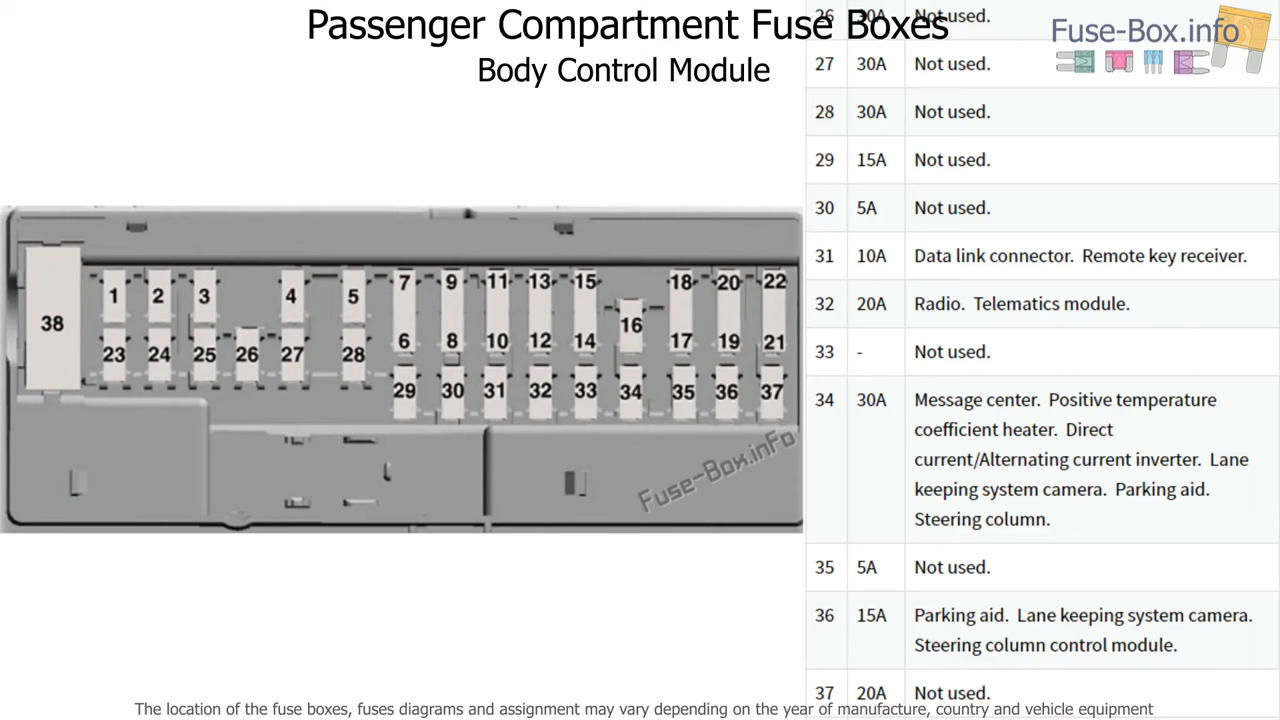 Passenger Compartment Fuse Boxes
Body Control Module
Fuse-Box.info
26 30A Not used.
27 30A Not used.
28 30A Not used.
29 15A Not used.
30 5A Not used.
31 10A Data link connector. Remote key receiver.
32 20A Radio. Telematics module.
33 - Not used.
34 30A Message center. Positive temperature
coefficient heater. Direct
current/Alternating current inverter. Lane
keeping system camera. Parking aid.
Steering column.
35 5A Not used.
36 15A Parking aid. Lane keeping system camera.
Steering column control module.
37 20A Not used.
1 2 3 4 5 7 9 11 13 15 18 20 22
38 16
23 24 25 26 27 28 6 8 10 12 14 17 19 21
29 30 31 32 33 34 35 36 37
Fuse-Box.inFo
The location of the fuse boxes, fuses diagrams and assignment may vary depending on the year of manufacture, country and vehicle equipment